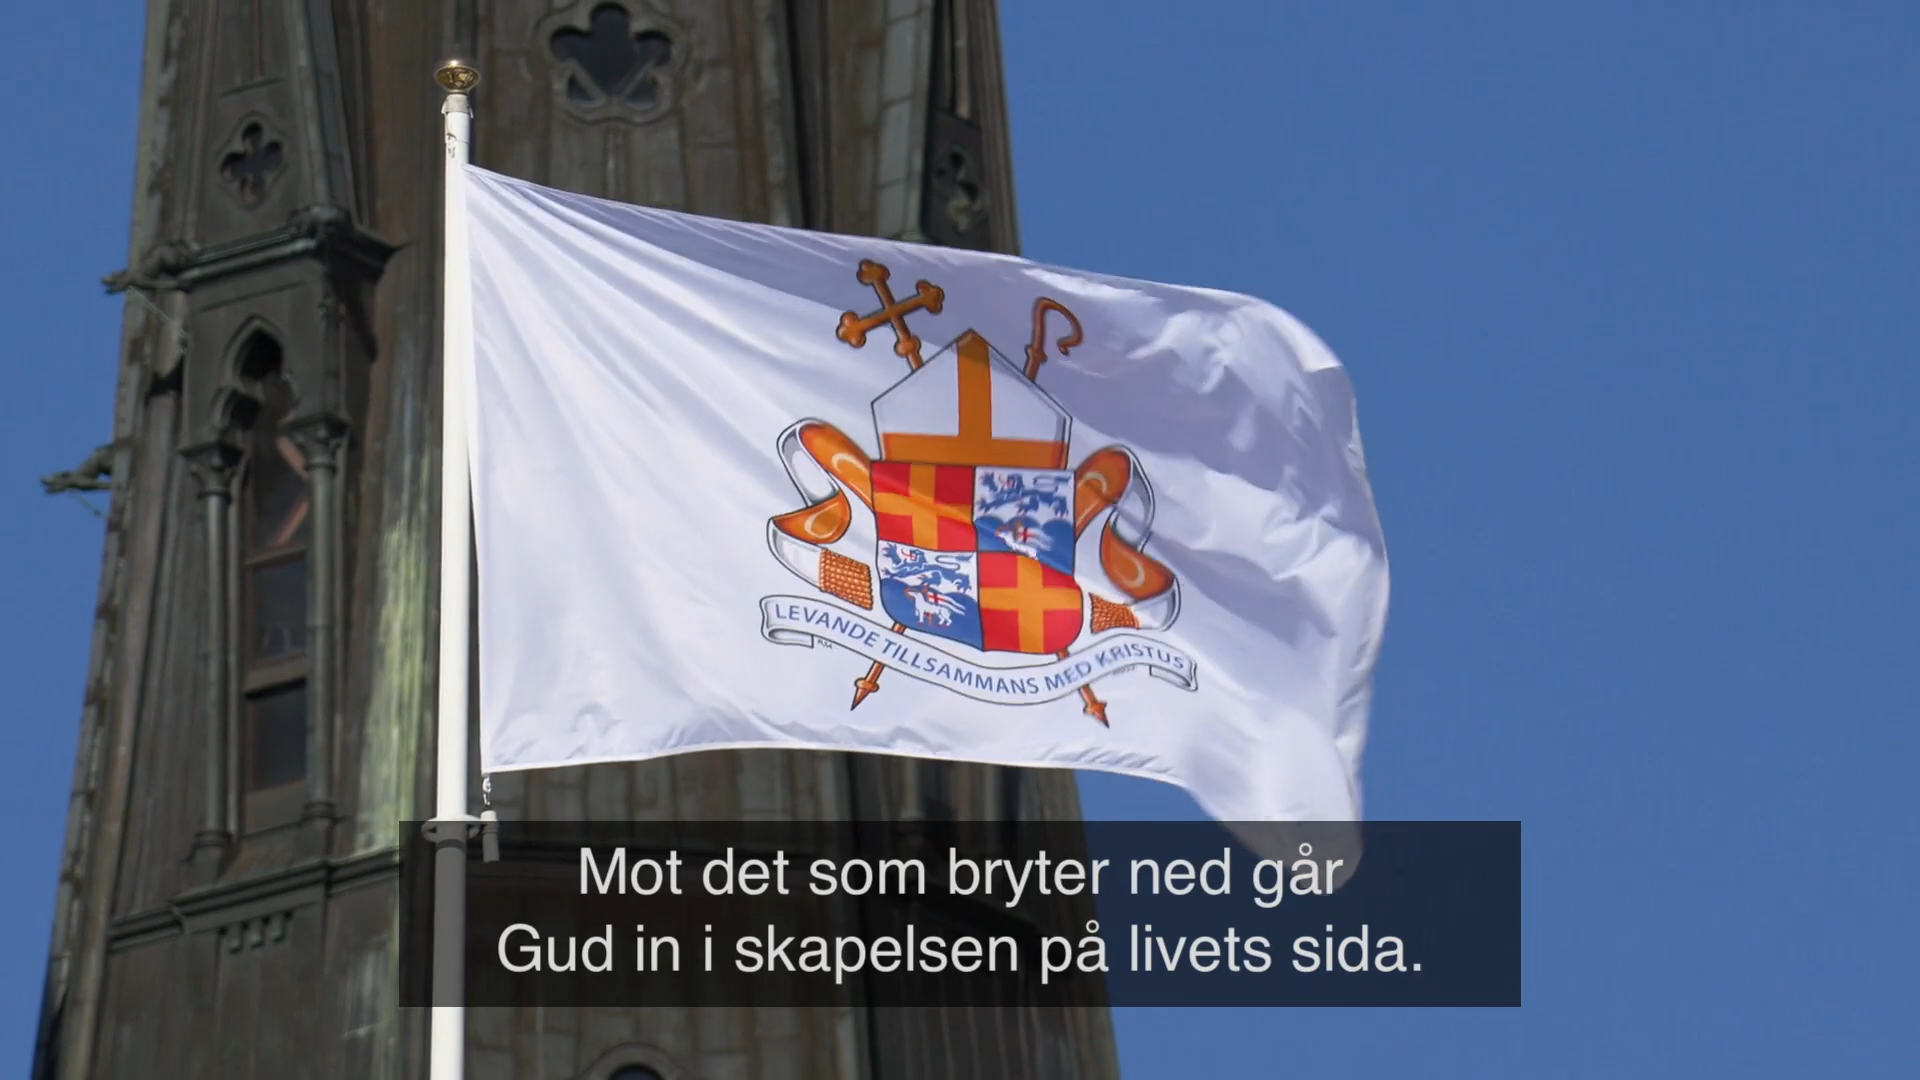 LEVANDE TILLSAMMANS MED KRISTUS
Mot det som bryter ned går
Gud in i skapelsen på livets sida.